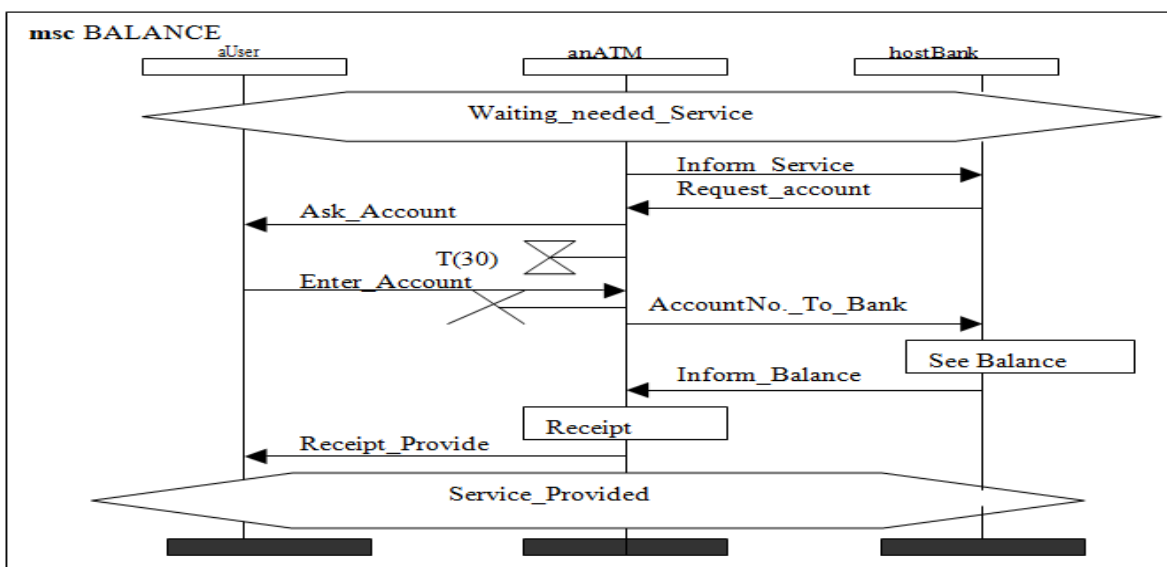 msc BALANCE
aUser
anATM
hostBank
Waiting_needed_Service
Inform_Service
Request_account
Ask_Account
T(30)
Enter_Account
AccountNo._To_Bank
See Balance
Inform_Balance
Receipt
Receipt_Provide
Service_Provided